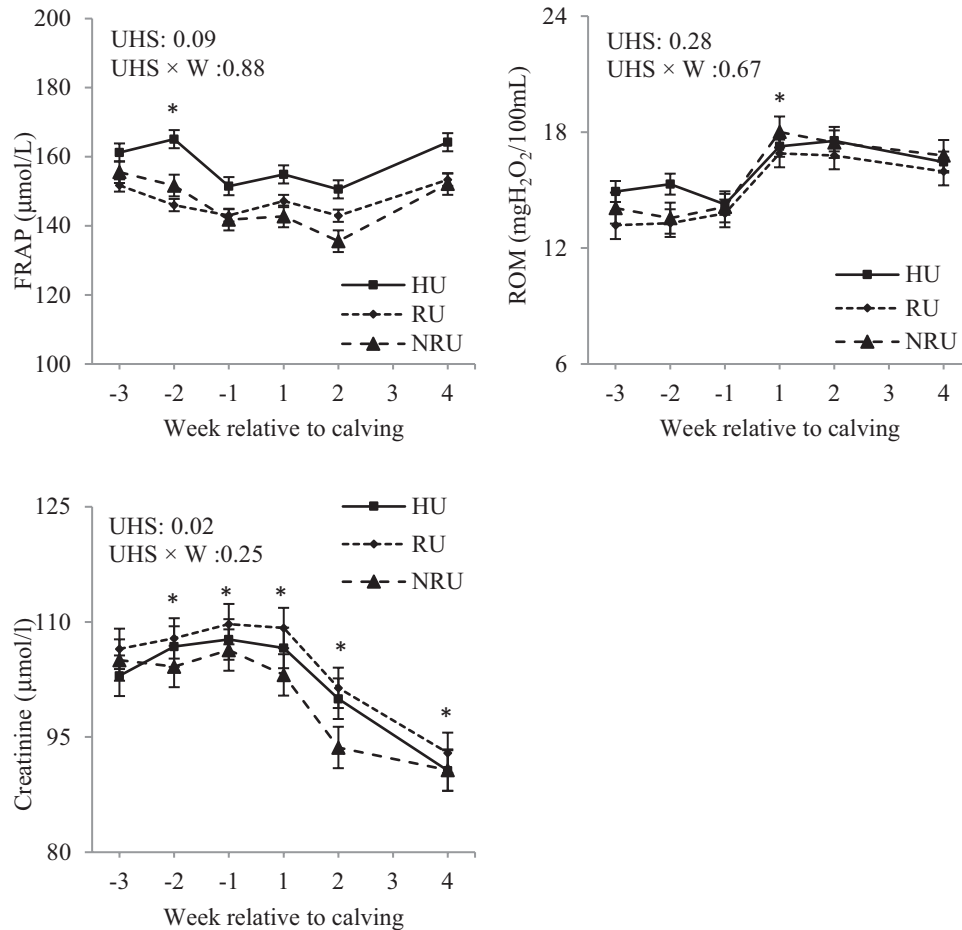 200
180
160
140
120
100
FRAP (µmol/L)
UHS: 0.09
UHS × W :0.88
*
HU
RU
NRU
-3 -2 -1 1 2 3 4
Week relative to calving
24
18
12
6
ROM (mgH₂O₂/100mL)
UHS: 0.28
UHS × W :0.67
*
HU
RU
NRU
-3 -2 -1 1 2 3 4
Week relative to calving
125
110
95
80
Creatinine (µmol/l)
UHS: 0.02
UHS × W :0.25
HU
RU
NRU
* * * * *
-3 -2 -1 1 2 3 4
Week relative to calving